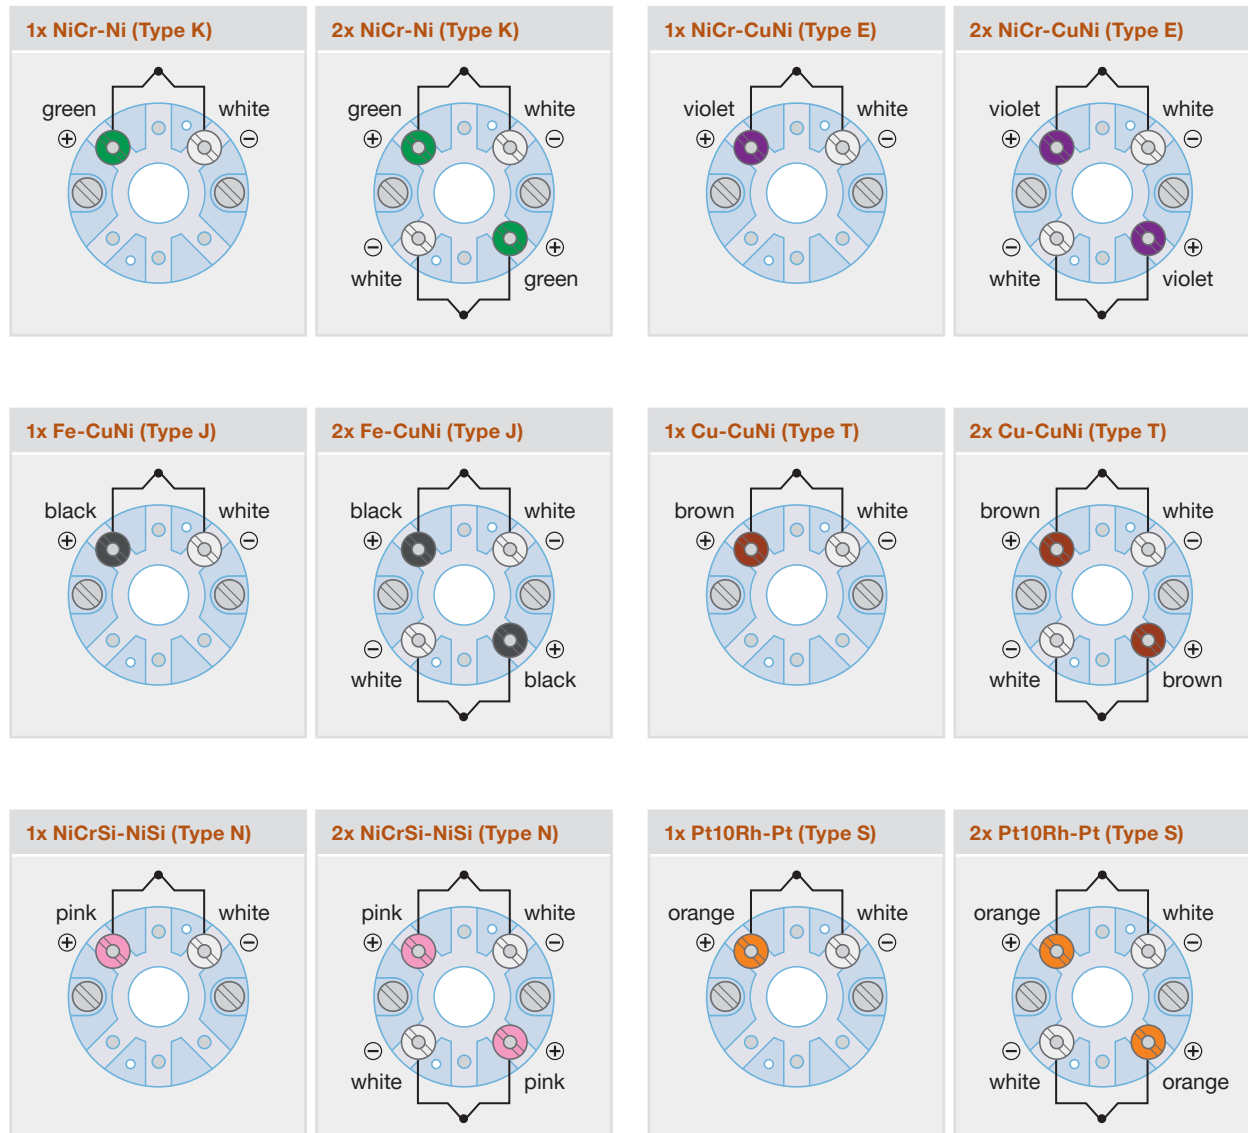 1x NiCr-Ni (Type K)
green white
+ −
2x NiCr-Ni (Type K)
green white
+ −
− +
white green
1x NiCr-CuNi (Type E)
violet white
+ −
2x NiCr-CuNi (Type E)
violet white
+ −
− +
white violet
1x Fe-CuNi (Type J)
black white
+ −
2x Fe-CuNi (Type J)
black white
+ −
− +
white black
1x Cu-CuNi (Type T)
brown white
+ −
2x Cu-CuNi (Type T)
brown white
+ −
− +
white brown
1x NiCrSi-NiSi (Type N)
pink white
+ −
2x NiCrSi-NiSi (Type N)
pink white
+ −
− +
white pink
1x Pt10Rh-Pt (Type S)
orange white
+ −
2x Pt10Rh-Pt (Type S)
orange white
+ −
− +
white orange